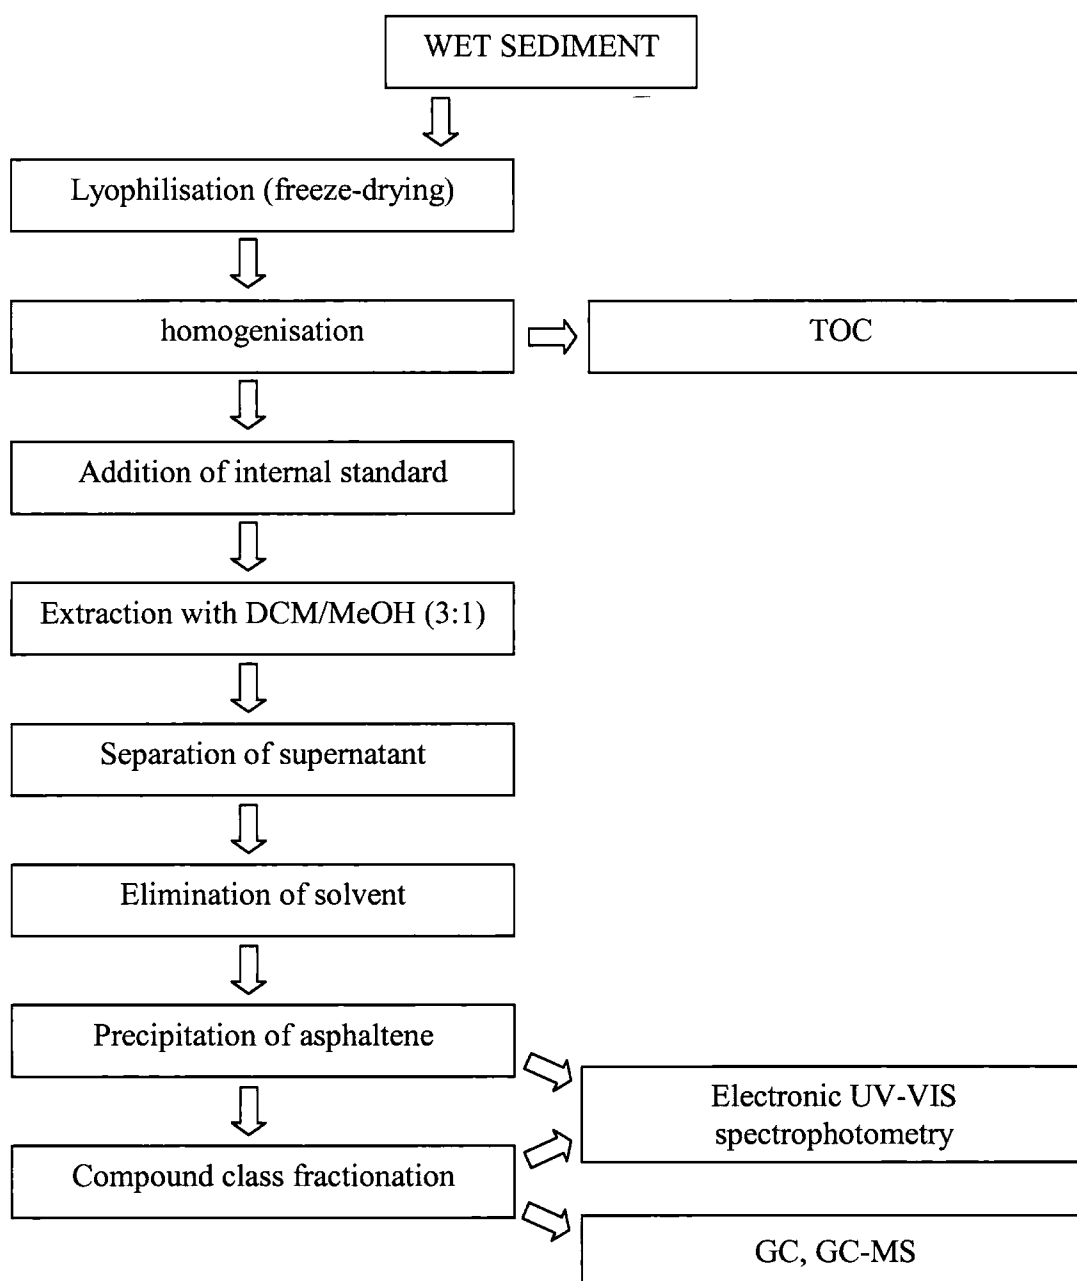 WET SEDIMENT
Lyophilisation (freeze-drying)
homogenisation
TOC
Addition of internal standard
Extraction with DCM/MeOH (3:1)
Separation of supernatant
Elimination of solvent
Precipitation of asphaltene
Electronic UV-VIS
spectrophotometry
Compound class fractionation
GC, GC-MS